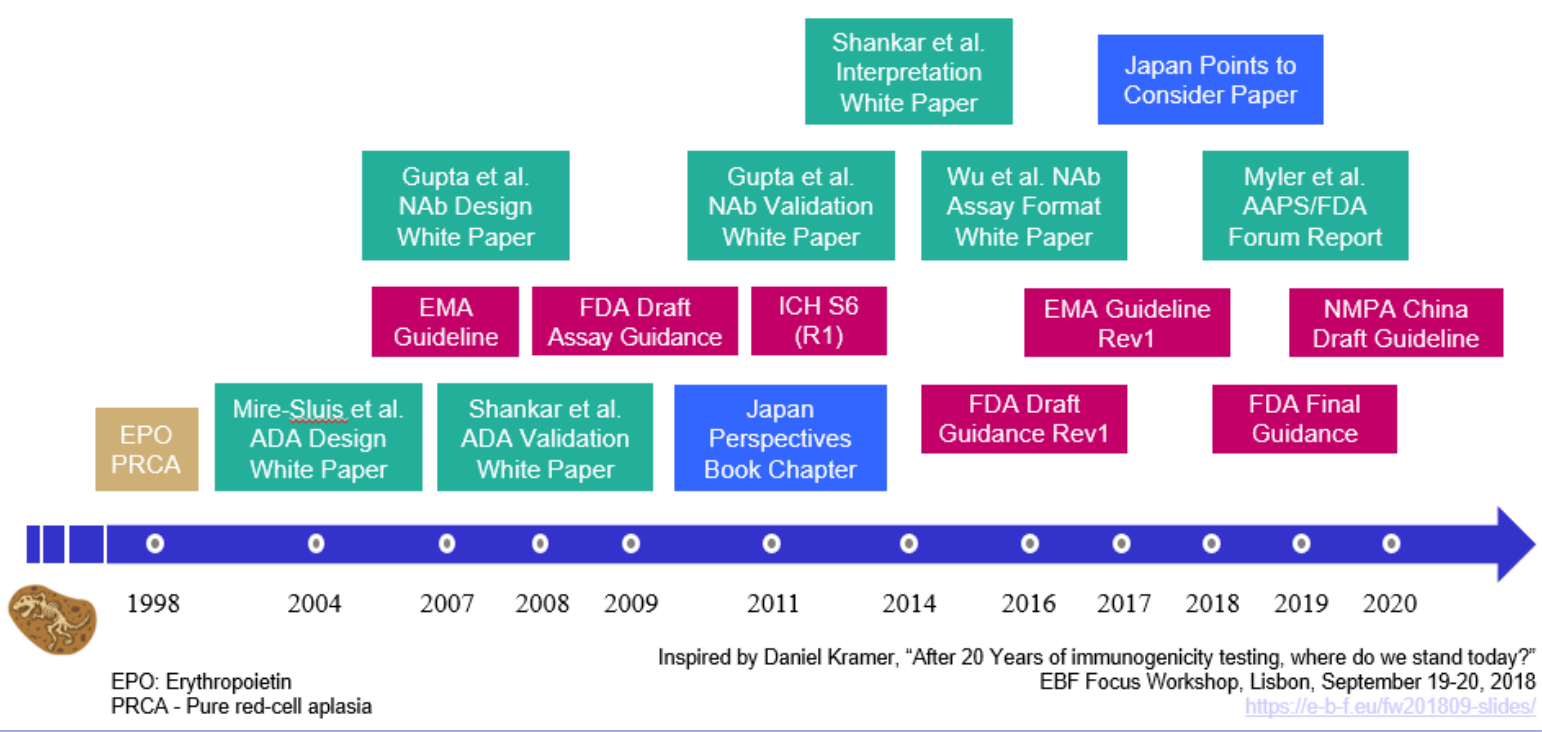 Shankar et al.
Interpretation
White Paper
Japan Points to
Consider Paper
Gupta et al.
NAb Design
White Paper
Gupta et al.
NAb Validation
White Paper
Wu et al. NAb
Assay Format
White Paper
Myler et al.
AAPS/FDA
Forum Report
EMA
Guideline
FDA Draft
Assay Guidance
ICH S6
(R1)
EMA Guideline
Rev1
NMPA China
Draft Guideline
EPO
PRCA
Mire-Sluis et al.
ADA Design
White Paper
Shankar et al.
ADA Validation
White Paper
Japan
Perspectives
Book Chapter
FDA Draft
Guidance Rev1
FDA Final
Guidance
1998 2004 2007 2008 2009 2011 2014 2016 2017 2018 2019 2020
Inspired by Daniel Kramer, “After 20 Years of immunogenicity testing, where do we stand today?”
EBF Focus Workshop, Lisbon, September 19-20, 2018
https://e-b-f.eu/fw201809-slides/
EPO: Erythropoietin
PRCA - Pure red-cell aplasia